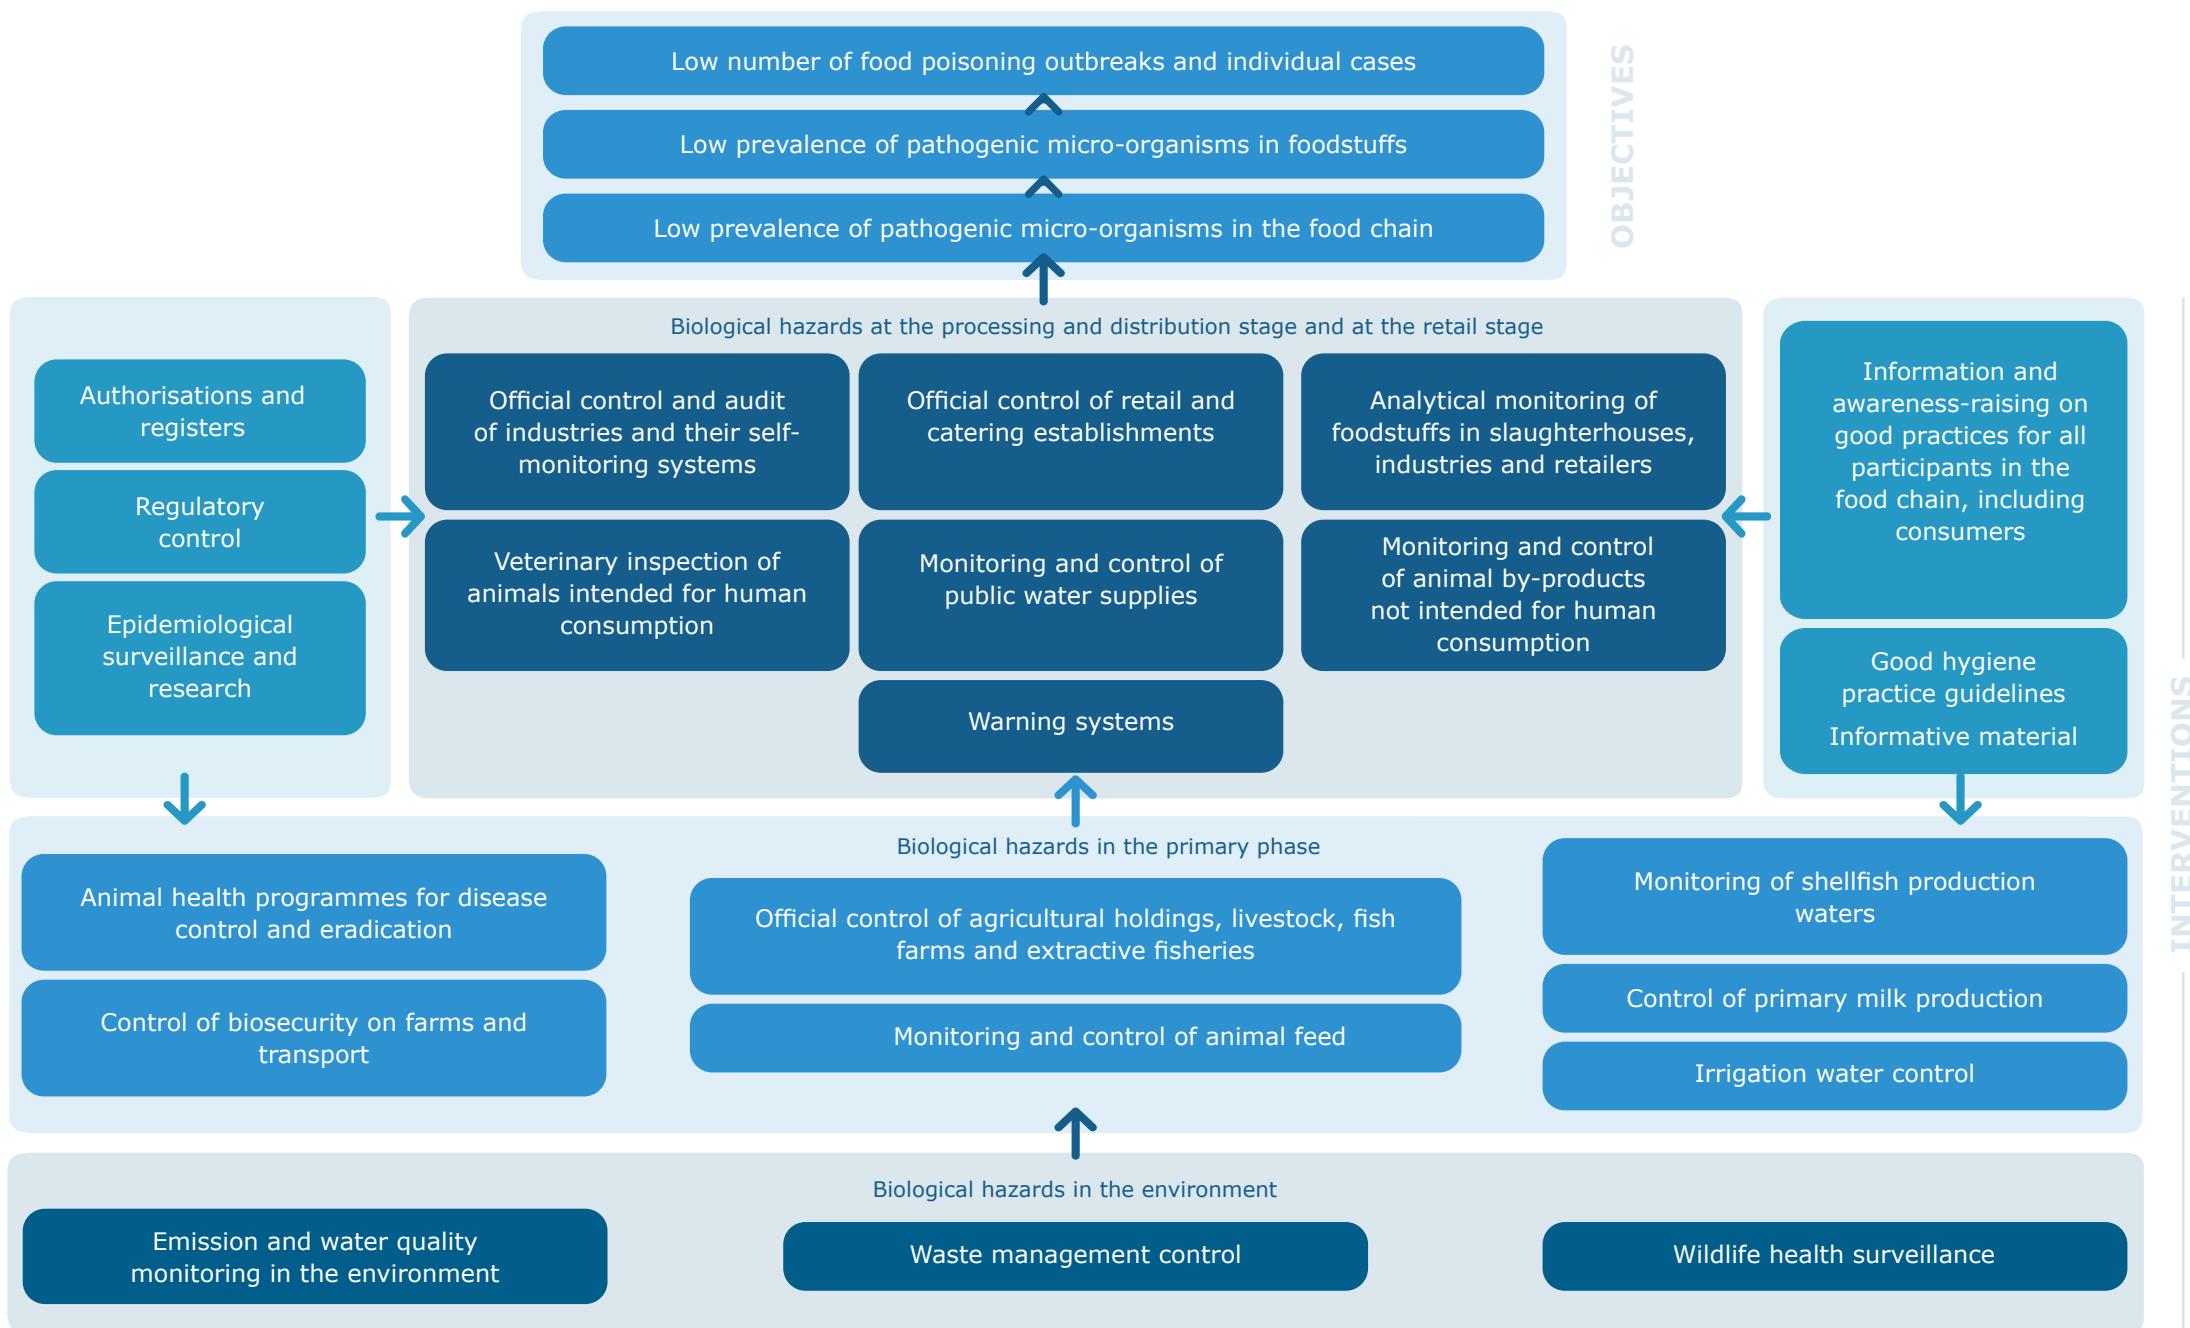 Low number of food poisoning outbreaks and individual cases
Low prevalence of pathogenic micro-organisms in foodstuffs
Low prevalence of pathogenic micro-organisms in the food chain
OBJECTIVES
Authorisations and
registers
Regulatory
control
Epidemiological
surveillance and
research
Biological hazards at the processing and distribution stage and at the retail stage
Official control and audit
of industries and their self-
monitoring systems
Official control of retail and
catering establishments
Analytical monitoring of
foodstuffs in slaughterhouses,
industries and retailers
Veterinary inspection of
animals intended for human
consumption
Monitoring and control of
public water supplies
Monitoring and control
of animal by-products
not intended for human
consumption
Warning systems
Information and
awareness-raising on
good practices for all
participants in the
food chain, including
consumers
Good hygiene
practice guidelines
Informative material
INTERVENTIONS
Biological hazards in the primary phase
Animal health programmes for disease
control and eradication
Control of biosecurity on farms and
transport
Official control of agricultural holdings, livestock, fish
farms and extractive fisheries
Monitoring and control of animal feed
Monitoring of shellfish production
waters
Control of primary milk production
Irrigation water control
Biological hazards in the environment
Emission and water quality
monitoring in the environment
Waste management control
Wildlife health surveillance